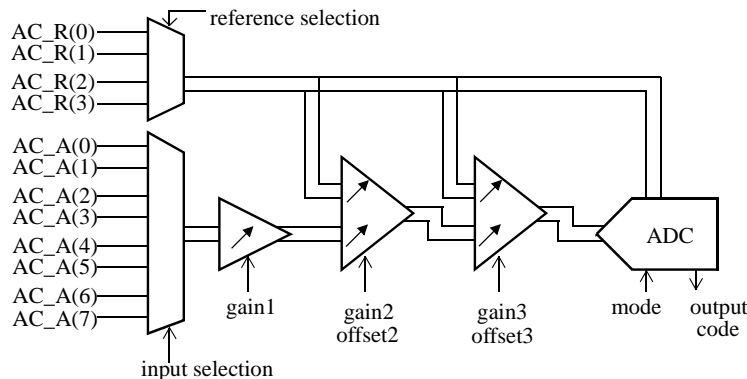 reference selection
AC_R(0)
AC_R(1)
AC_R(2)
AC_R(3)
AC_A(0)
AC_A(1)
AC_A(2)
AC_A(3)
AC_A(4)
AC_A(5)
AC_A(6)
AC_A(7)
ADC
gain1
gain2
offset2
gain3
offset3
mode
output
code
input selection